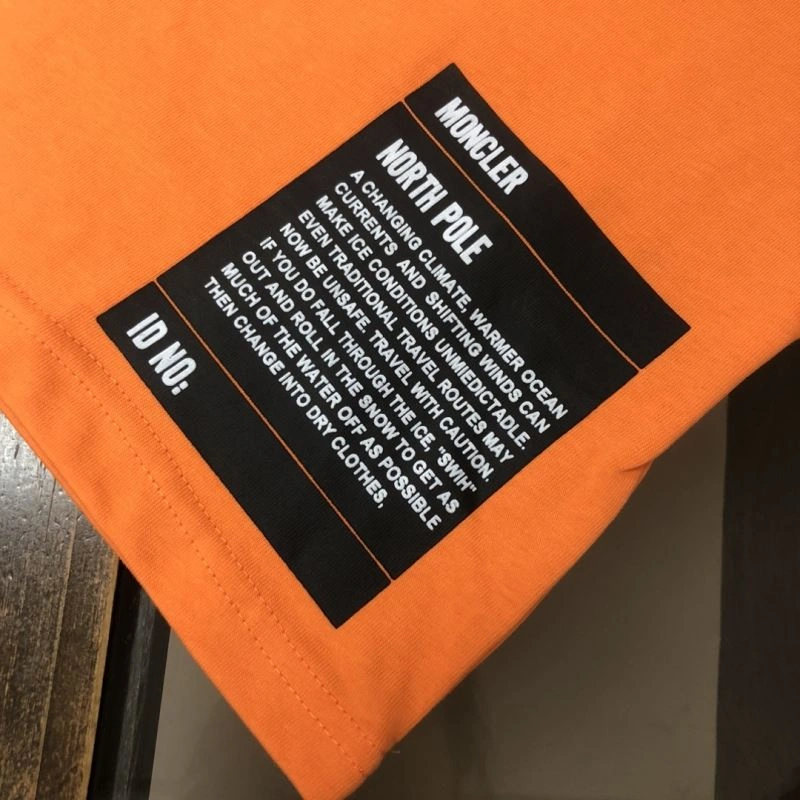 MONCLER
NORTH POLE
A CHANGING CLIMATE, WARMER OCEAN
CURRENTS AND SHIFTING WINDS CAN
MAKE ICE CONDITIONS UNMIEDICTADLE.
EVEN TRADITIONAL TRAVEL ROUTES MAY
NOW BE UNSAFE. TRAVEL WITH CAUTION.
IF YOU DO FALL THROUGH THE ICE, "SWIH"
OUT AND ROLL IN THE SNOW TO GET AS
MUCH OF THE WATER OFF AS POSSIBLE
THEN CHANGE INTO DRY CLOTHES,
ID NO: